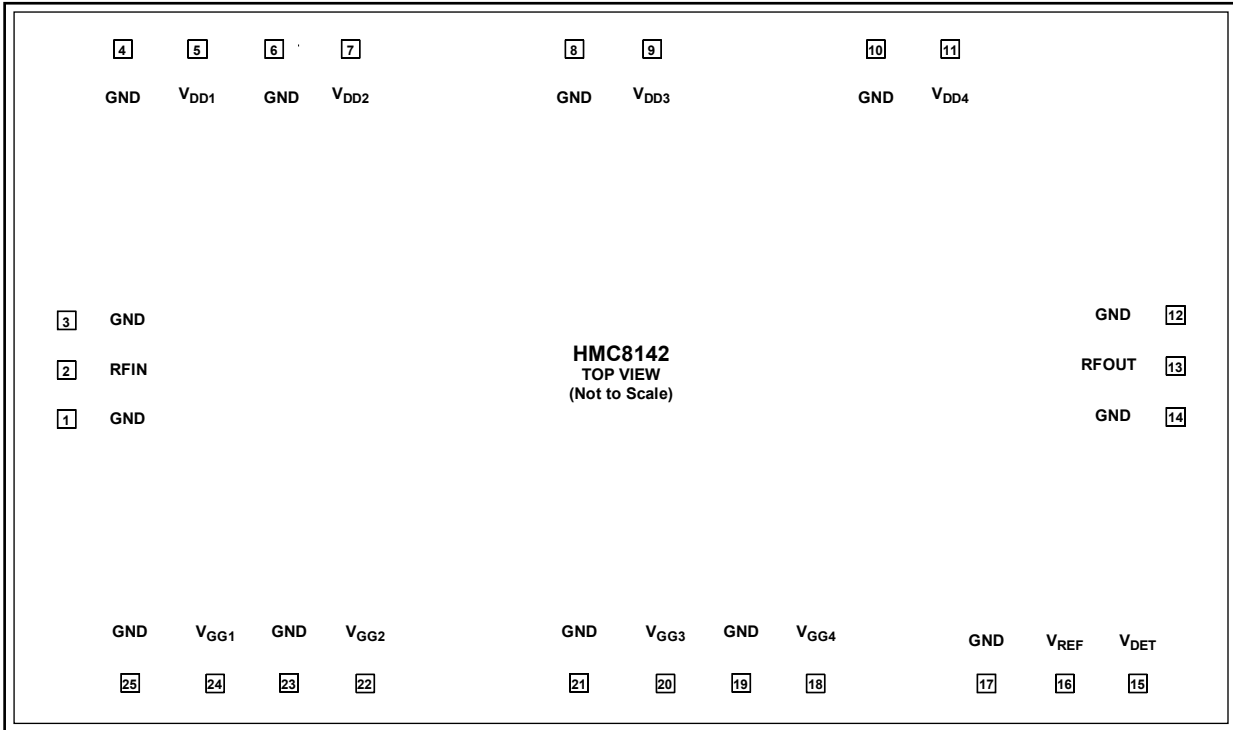 4 5 6 7 8 9 10 11
GND VDD1 GND VDD2 GND VDD3 GND VDD4
3 GND GND 12
HMC8142
2 RFIN RFOUT 13
TOP VIEW
(Not to Scale)
1 GND GND 14
GND VGG1 GND VGG2 GND VGG3 GND VGG4 GND VREF VDET
25 24 23 22 21 20 19 18 17 16 15